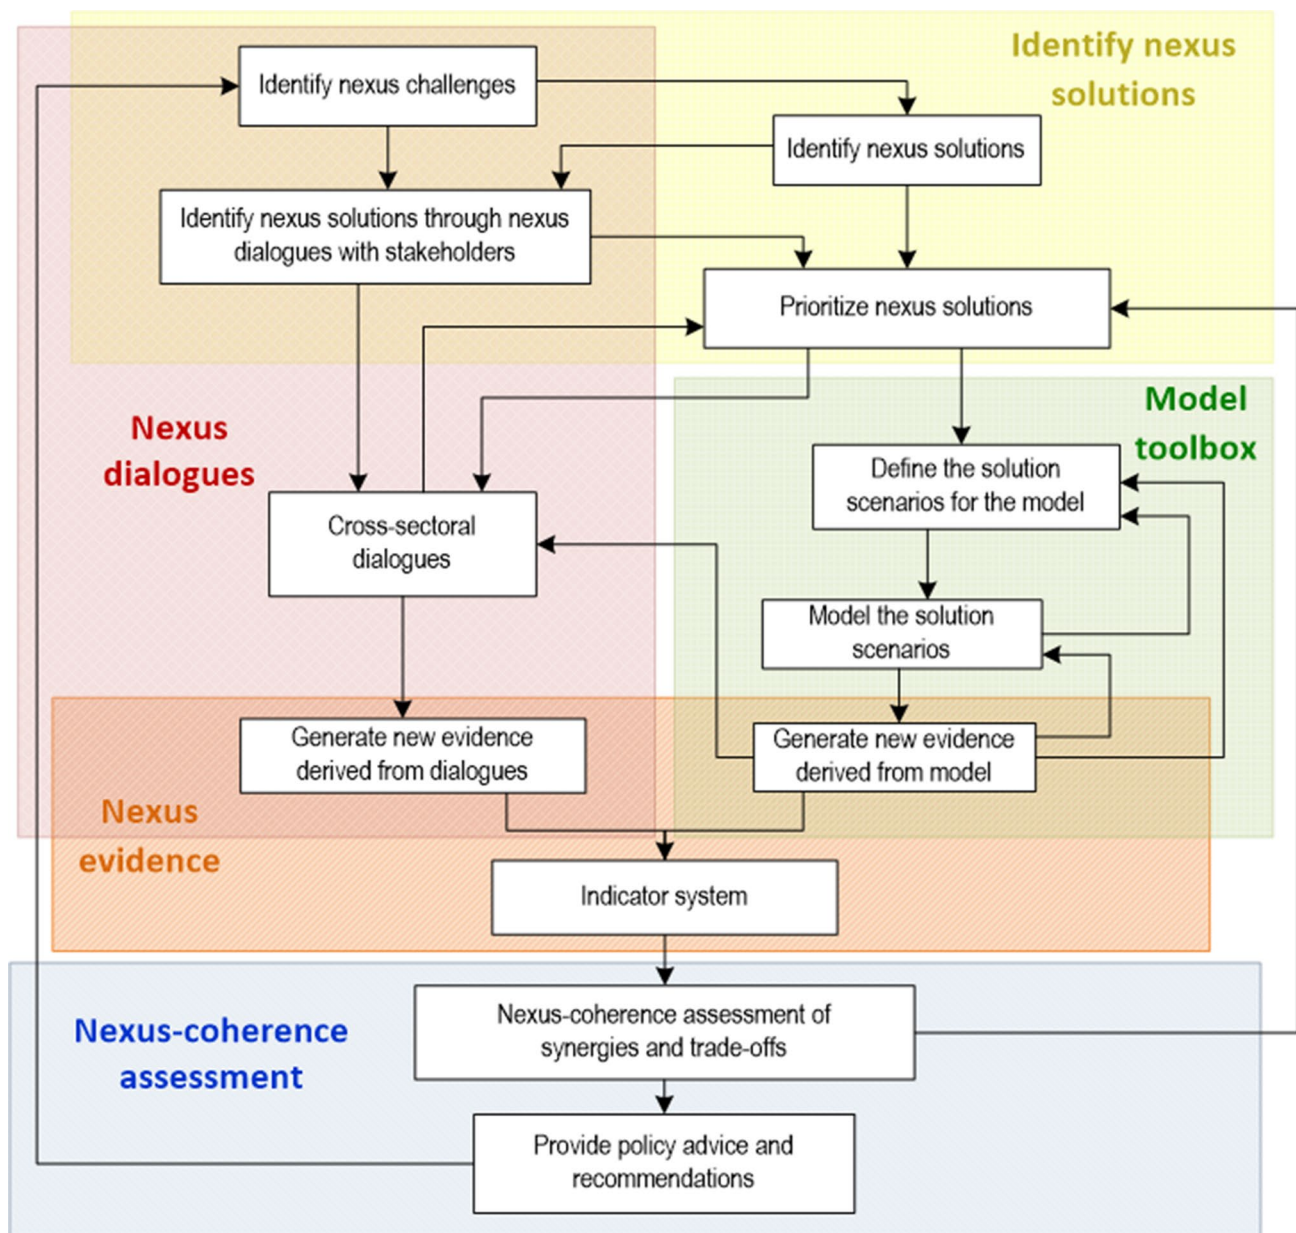 Identify nexus
solutions
Identify nexus challenges
Identify nexus solutions
Identify nexus solutions through nexus
dialogues with stakeholders
Prioritize nexus solutions
Nexus
dialogues
Model
toolbox
Define the solution
scenarios for the model
Cross-sectoral
dialogues
Model the solution
scenarios
Generate new evidence
derived from dialogues
Generate new evidence
derived from model
Nexus
evidence
Indicator system
Nexus-coherence
assessment
Nexus-coherence assessment of
synergies and trade-offs
Provide policy advice and
recommendations